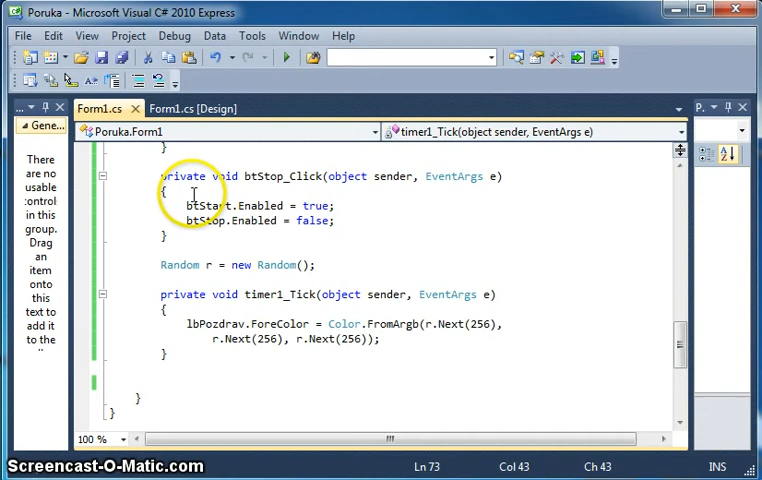 Poruka - Microsoft Visual C# 2010 Express
File Edit View Project Debug Data Tools Window Help
... Form1.cs Form1.cs [Design] P.
Gene... Poruka.Form1 timer1_Tick(object sender, EventArgs e)
There
are no
usable
controls
in this
group.
Drag
an
item
onto
this
text to
add it
to the
}
private void btStop_Click(object sender, EventArgs e)
{
btStart.Enabled = true;
btStop.Enabled = false;
}
Random r = new Random();
private void timer1_Tick(object sender, EventArgs e)
{
lbPozdrav.ForeColor = Color.FromArgb(r.Next(256),
r.Next(256), r.Next(256));
}
}
}
100 %
Screencast-O-Matic.com Ln 73 Col 43 Ch 43 INS